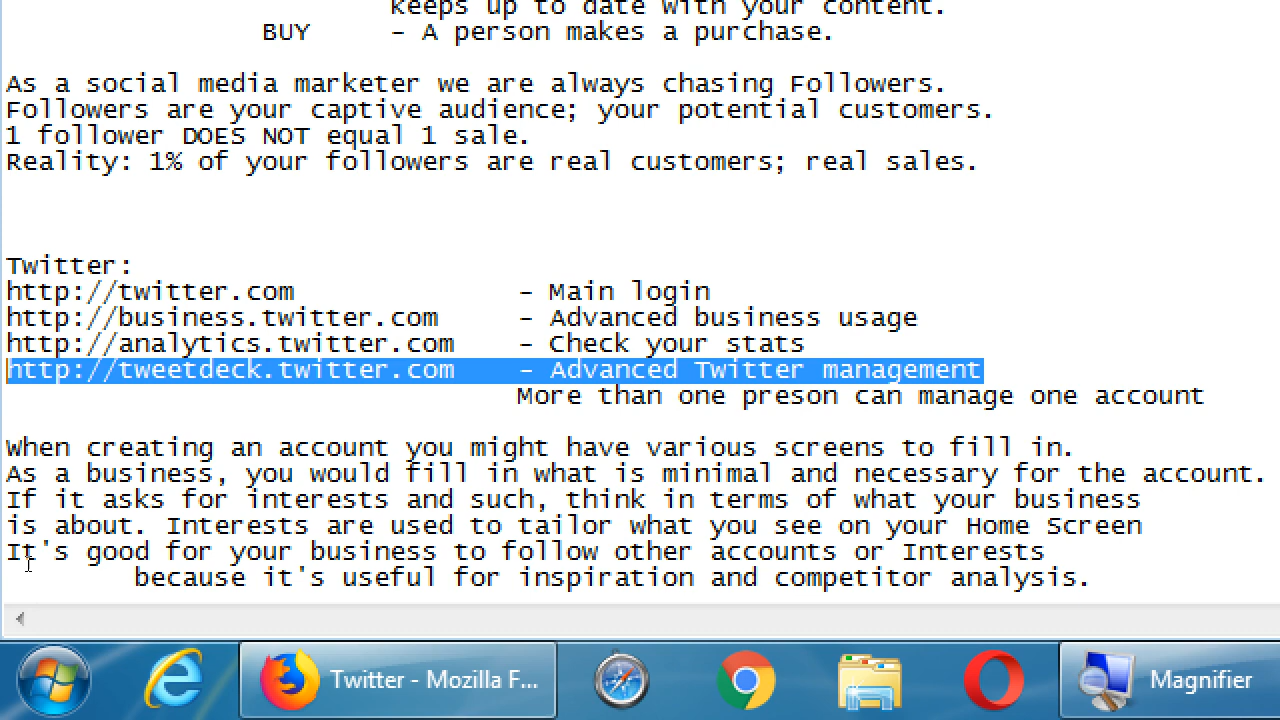 keeps up to date with your content.
BUY - A person makes a purchase.
As a social media marketer we are always chasing Followers.
Followers are your captive audience; your potential customers.
1 follower DOES NOT equal 1 sale.
Reality: 1% of your followers are real customers; real sales.
Twitter:
http://twitter.com - Main login
http://business.twitter.com - Advanced business usage
http://analytics.twitter.com - Check your stats
http://tweetdeck.twitter.com - Advanced Twitter management
More than one preson can manage one account
When creating an account you might have various screens to fill in.
As a business, you would fill in what is minimal and necessary for the account.
If it asks for interests and such, think in terms of what your business
is about. Interests are used to tailor what you see on your Home Screen
It's good for your business to follow other accounts or Interests
because it's useful for inspiration and competitor analysis.
Twitter - Mozilla F...
Magnifier